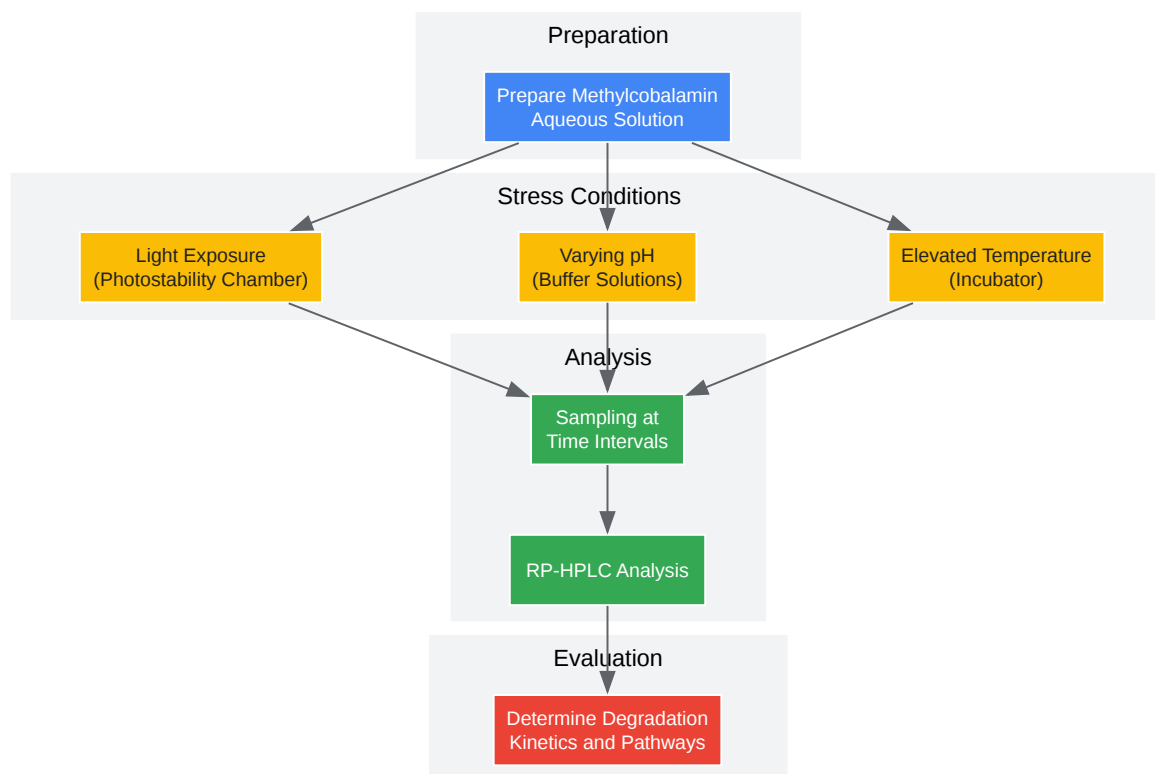 Preparation
Prepare Methylcobalamin
Aqueous Solution
Stress Conditions
Light Exposure
(Photostability Chamber)
Varying pH
(Buffer Solutions)
Elevated Temperature
(Incubator)
Analysis
Sampling at
Time Intervals
RP-HPLC Analysis
Evaluation
Determine Degradation
Kinetics and Pathways